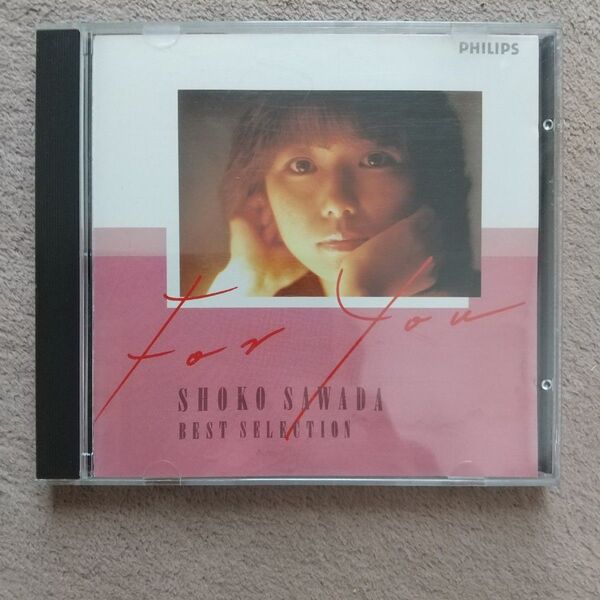 PHILIPS
For You
SHOKO SAWADA
BEST SELECTION